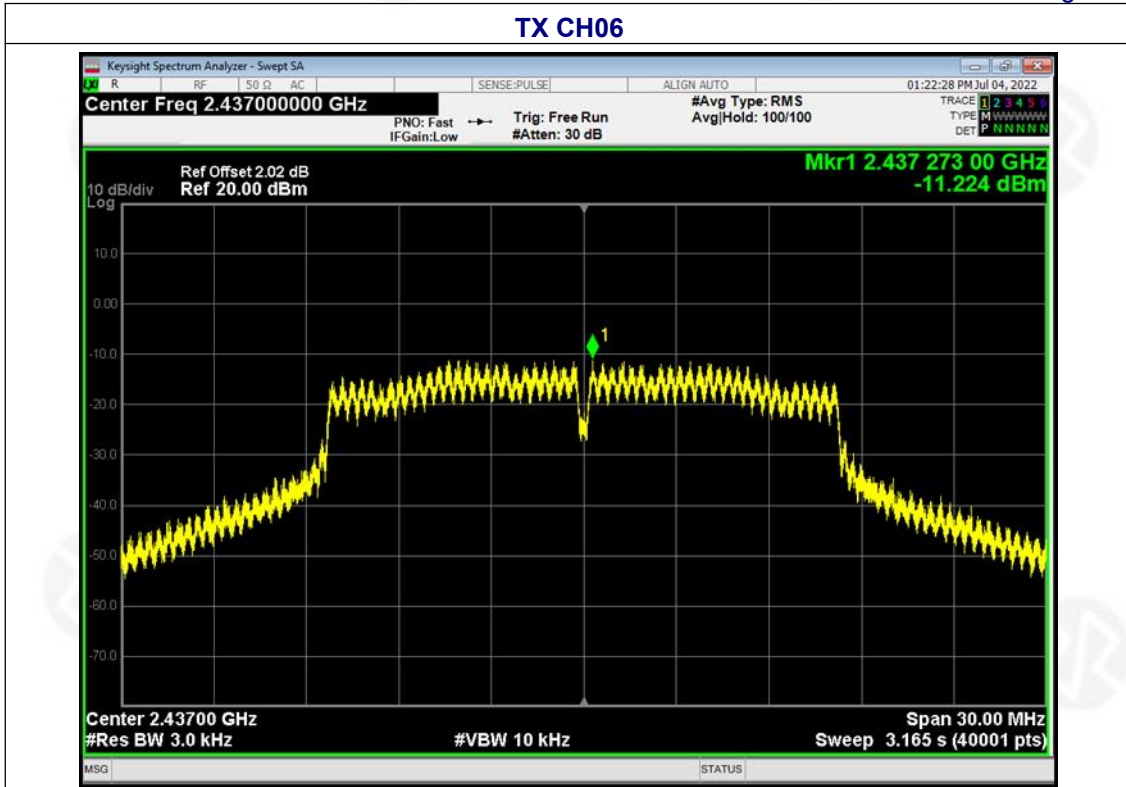 TX CH06
Keysight Spectrum Analyzer - Swept SA
LXI R RF 50 Ω AC SENSE:PULSE ALIGN AUTO 01:22:28 PM Jul 04, 2022
Center Freq 2.437000000 GHz #Avg Type: RMS TRACE 1 2 3 4 5 6
PNO: Fast Trig: Free Run Avg|Hold: 100/100 TYPE M WWWWW
IFGain:Low #Atten: 30 dB DET P N N N N N
Mkr1 2.437 273 00 GHz
Ref Offset 2.02 dB
10 dB/div Ref 20.00 dBm -11.224 dBm
Log
10.0
0.00
1
-10.0
-20.0
-30.0
-40.0
-50.0
-60.0
-70.0
Center 2.43700 GHz Span 30.00 MHz
#Res BW 3.0 kHz #VBW 10 kHz Sweep 3.165 s (40001 pts)
MSG STATUS